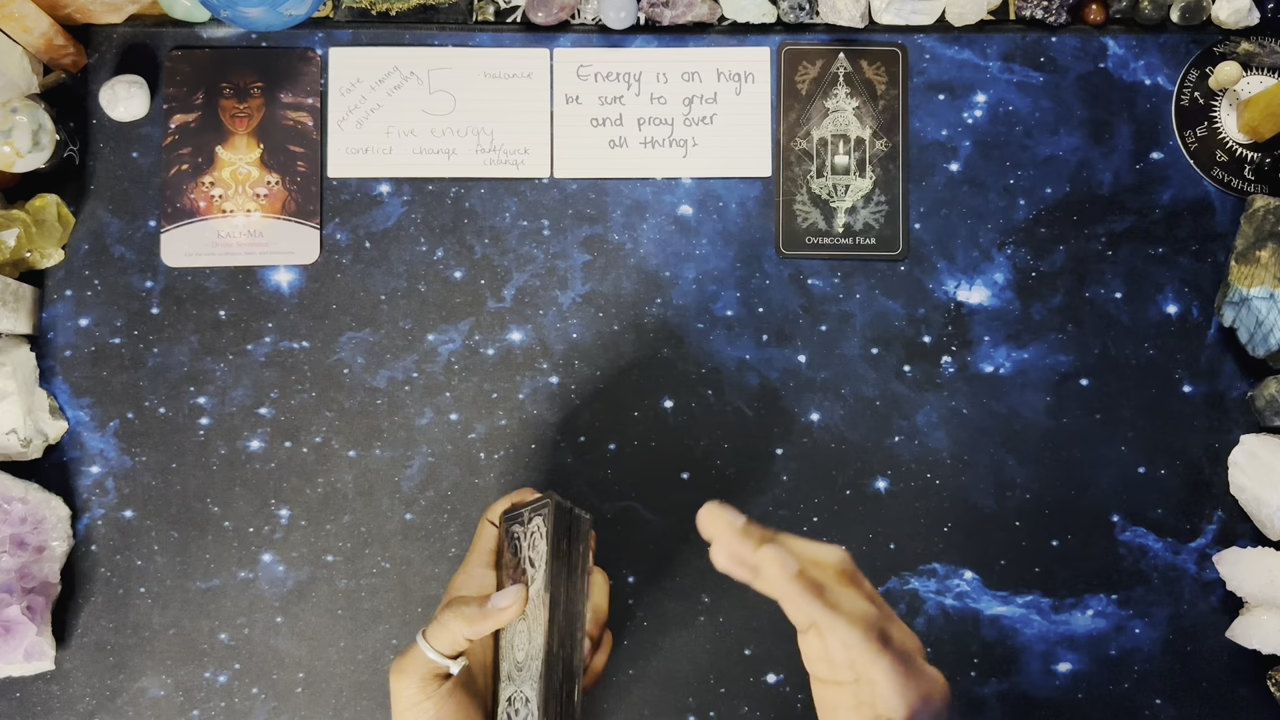 KALI-MA
fate
perfect timing
divine timing
5
· balance
five energy
conflict change · fast/quick
change
Energy is on high
be sure to grid
and pray over
all things
OVERCOME FEAR
MAYBE
YES
REPHRASE